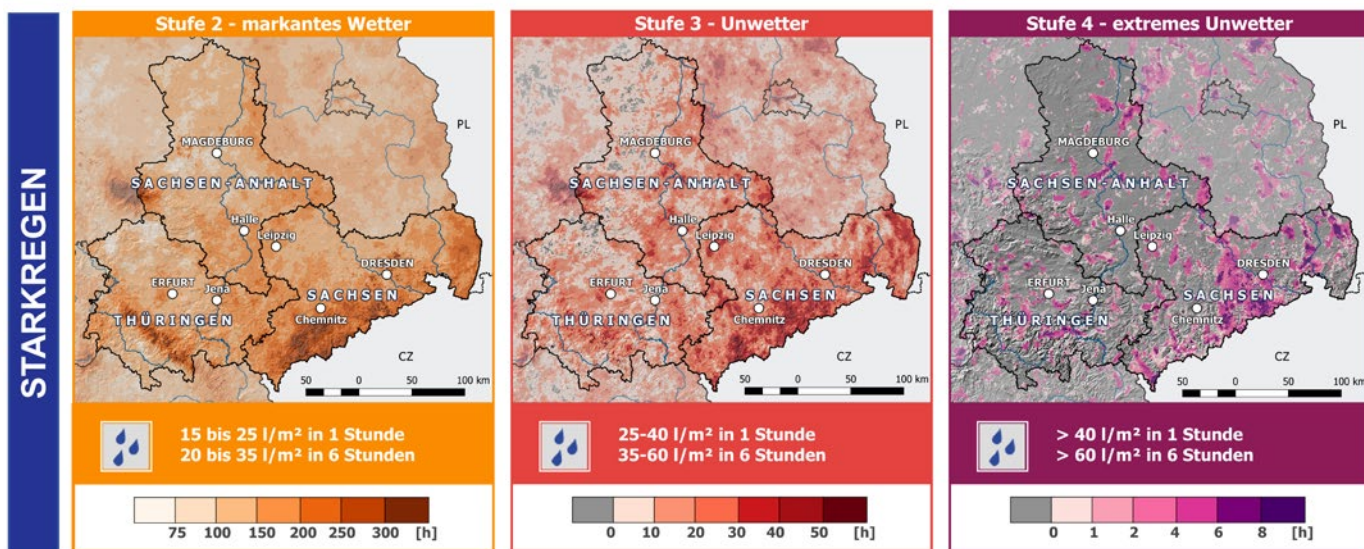 STARKREGEN
Stufe 2 - markantes Wetter
PL
MAGDEBURG
SACHSEN-ANHALT
Halle
Leipzig
DRESDEN
ERFURT
Jena
SACHSEN
Chemnitz
THÜRINGEN
CZ
50 0 50 100 km
15 bis 25 l/m² in 1 Stunde
20 bis 35 l/m² in 6 Stunden
75 100 150 200 250 300 [h]
Stufe 3 - Unwetter
PL
MAGDEBURG
SACHSEN-ANHALT
Halle
Leipzig
DRESDEN
ERFURT
Jena
SACHSEN
Chemnitz
THÜRINGEN
CZ
50 0 50 100 km
25-40 l/m² in 1 Stunde
35-60 l/m² in 6 Stunden
0 10 20 30 40 50 [h]
Stufe 4 - extremes Unwetter
PL
MAGDEBURG
SACHSEN-ANHALT
Halle
Leipzig
DRESDEN
ERFURT
Jena
SACHSEN
Chemnitz
THÜRINGEN
CZ
50 0 50 100 km
> 40 l/m² in 1 Stunde
> 60 l/m² in 6 Stunden
0 1 2 4 6 8 [h]